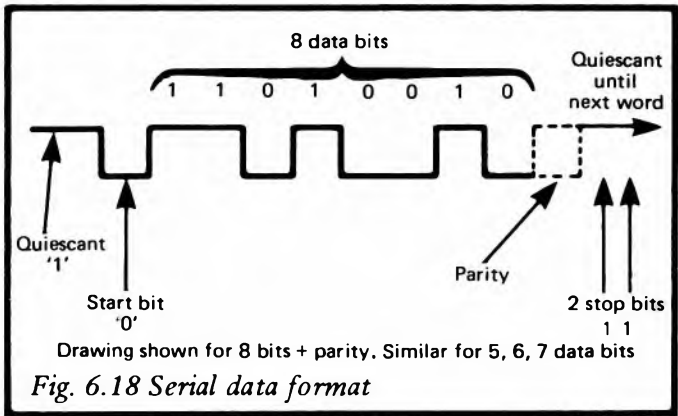 8 data bits
Quiescant
until
next word
1 1 0 1 0 0 1 0
Quiescant
'1'
Start bit
'0'
Parity
2 stop bits
1 1
Drawing shown for 8 bits + parity. Similar for 5, 6, 7 data bits
Fig. 6.18 Serial data format